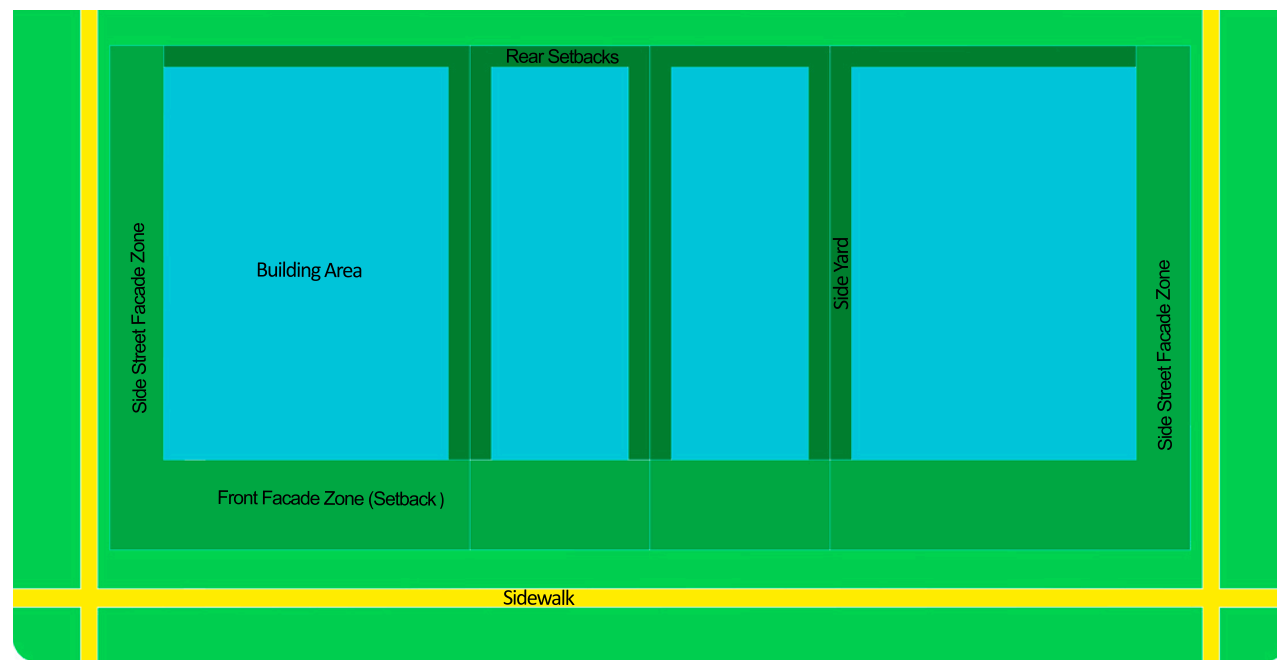 Rear Setbacks
Side Street Facade Zone
Building Area
Side Yard
Side Street Facade Zone
Front Facade Zone (Setback )
Sidewalk